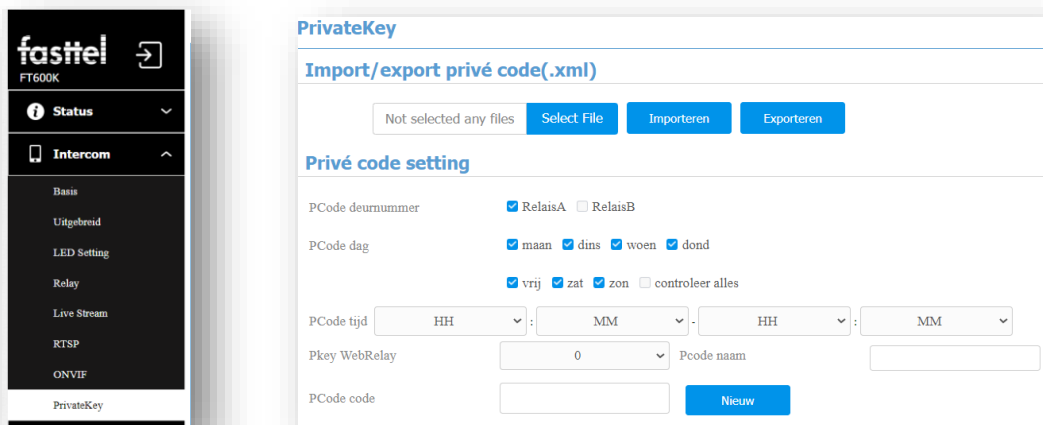 fasttel
FT600K
Status
Intercom
Basis
Uitgebreid
LED Setting
Relay
Live Stream
RTSP
ONVIF
PrivateKey
PrivateKey
Import/export privé code(.xml)
Not selected any files Select File Importeren Exporteren
Privé code setting
PCode deurnummer RelaisA RelaisB
PCode dag maan dins woen dond
vrij zat zon controleer alles
PCode tijd HH : MM - HH : MM
Pkey WebRelay 0 Pcode naam
PCode code Nieuw